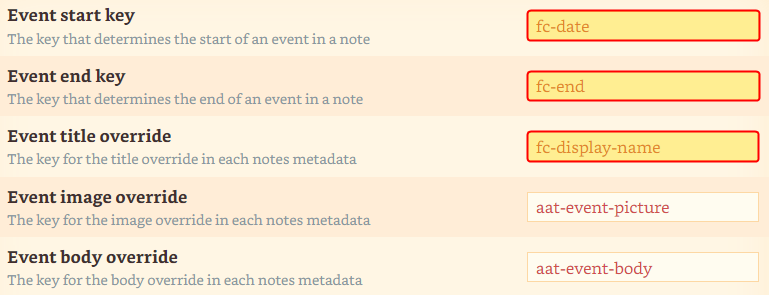 Event start key
The key that determines the start of an event in a note
fc-date
Event end key
The key that determines the end of an event in a note
fc-end
Event title override
The key for the title override in each notes metadata
fc-display-name
Event image override
The key for the image override in each notes metadata
aat-event-picture
Event body override
The key for the body override in each notes metadata
aat-event-body